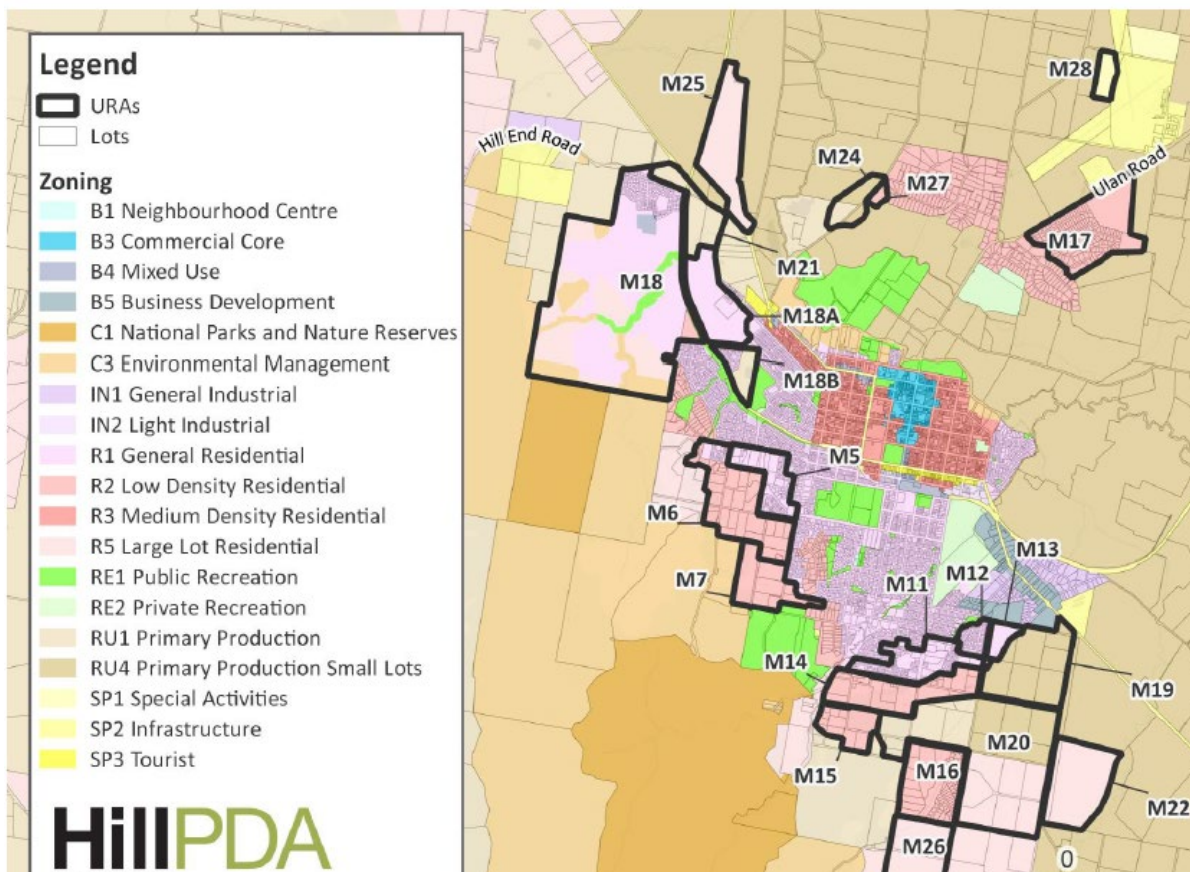 Legend
URAs
Lots
Zoning
B1 Neighbourhood Centre
B3 Commercial Core
B4 Mixed Use
B5 Business Development
C1 National Parks and Nature Reserves
C3 Environmental Management
IN1 General Industrial
IN2 Light Industrial
R1 General Residential
R2 Low Density Residential
R3 Medium Density Residential
R5 Large Lot Residential
RE1 Public Recreation
RE2 Private Recreation
RU1 Primary Production
RU4 Primary Production Small Lots
SP1 Special Activities
SP2 Infrastructure
SP3 Tourist
HillPDA
M25
M28
Hill End Road
M24
M27
Ulan Road
M17
M18
M21
M18A
M18B
M5
M6
M7
M11
M12
M13
M14
M19
M20
M15
M16
M22
M26
0